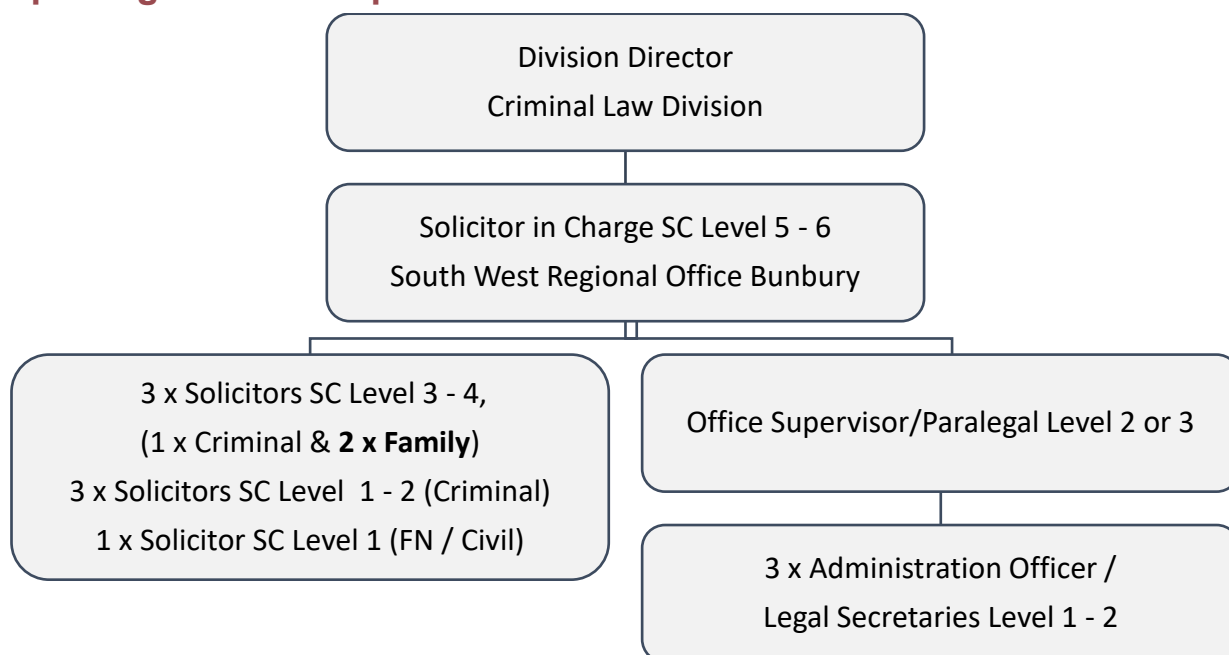 Division Director
Criminal Law Division
Solicitor in Charge SC Level 5 - 6
South West Regional Office Bunbury
3 x Solicitors SC Level 3 - 4,
(1 x Criminal & 2 x Family)
3 x Solicitors SC Level 1 - 2 (Criminal)
1 x Solicitor SC Level 1 (FN / Civil)
Office Supervisor/Paralegal Level 2 or 3
3 x Administration Officer /
Legal Secretaries Level 1 - 2